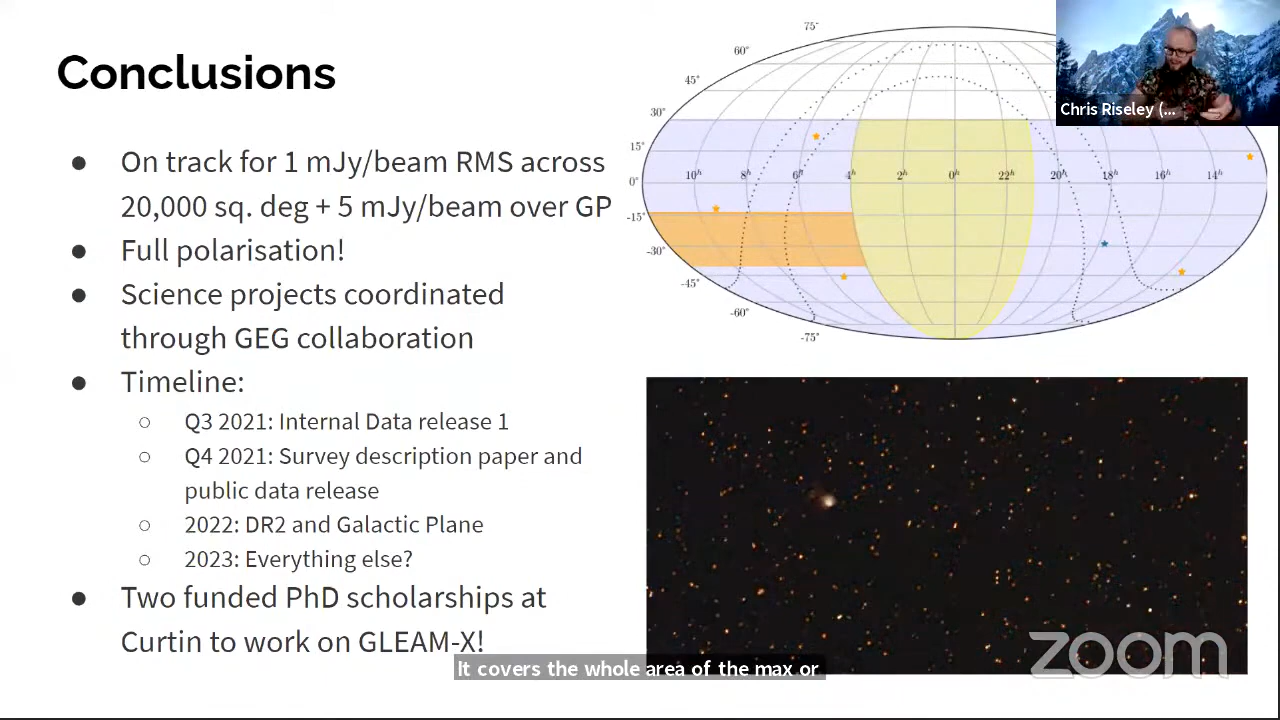 Conclusions
● On track for 1 mJy/beam RMS across
20,000 sq. deg + 5 mJy/beam over GP
● Full polarisation!
● Science projects coordinated
through GEG collaboration
● Timeline:
○ Q3 2021: Internal Data release 1
○ Q4 2021: Survey description paper and
public data release
○ 2022: DR2 and Galactic Plane
○ 2023: Everything else?
● Two funded PhD scholarships at
Curtin to work on GLEAM-X!
75°
60°
45°
30°
15°
0°
-15°
-30°
-45°
-60°
-75°
10h 8h 6h 4h 2h 0h 22h 20h 18h 16h 14h
Chris Riseley (...
zoom
It covers the whole area of the max or